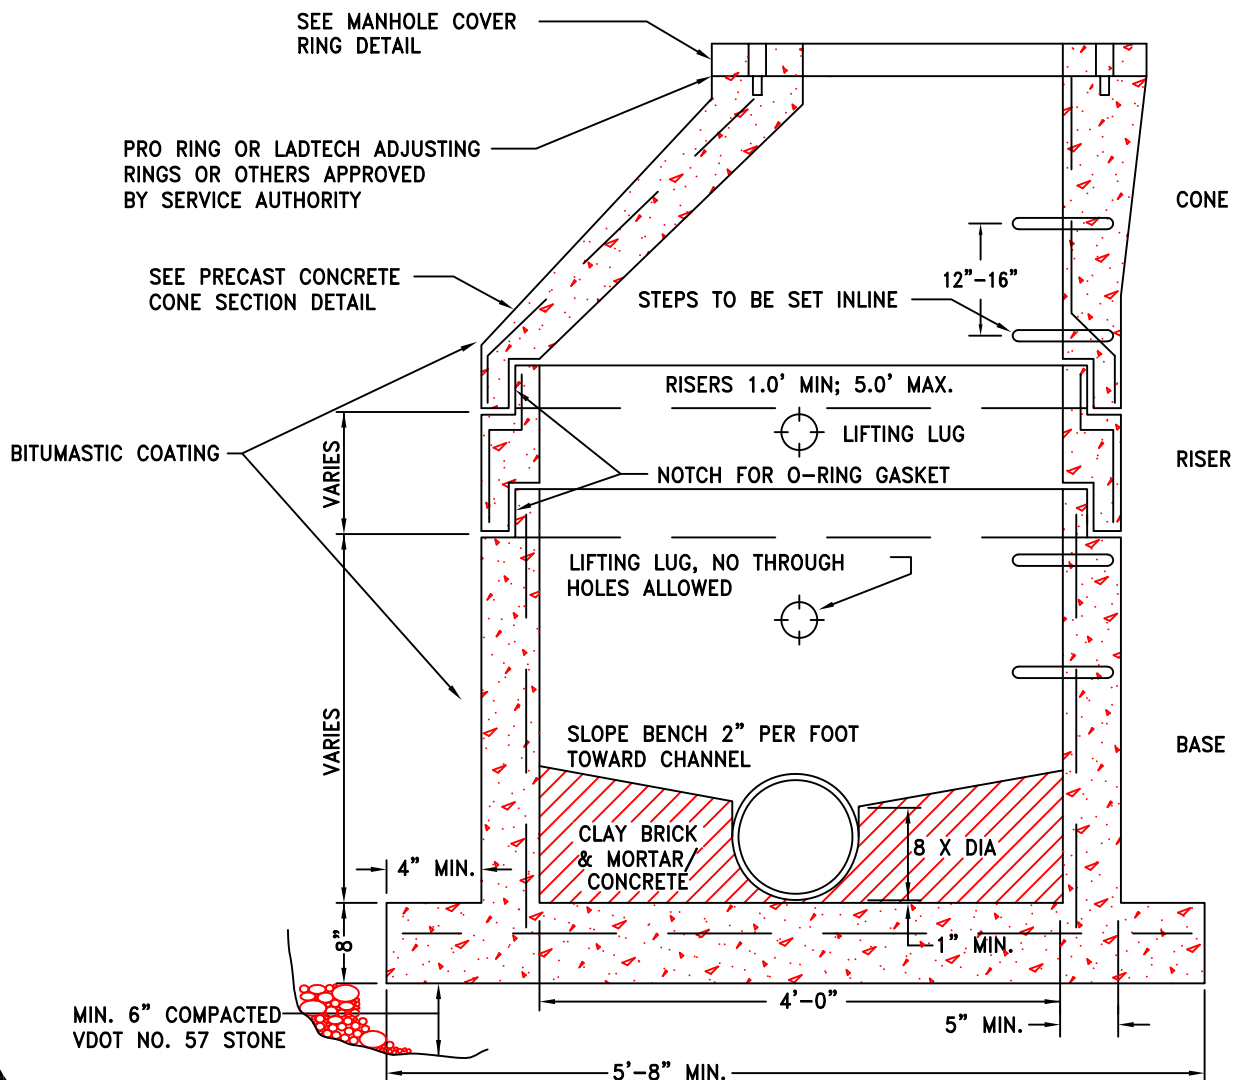 SEE MANHOLE COVER
RING DETAIL
PRO RING OR LADTECH ADJUSTING
RINGS OR OTHERS APPROVED
BY SERVICE AUTHORITY
CONE
SEE PRECAST CONCRETE
CONE SECTION DETAIL
12"-16"
STEPS TO BE SET INLINE
RISERS 1.0' MIN; 5.0' MAX.
LIFTING LUG
BITUMASTIC COATING
VARIES
NOTCH FOR O-RING GASKET
RISER
LIFTING LUG, NO THROUGH
HOLES ALLOWED
VARIES
SLOPE BENCH 2" PER FOOT
TOWARD CHANNEL
BASE
CLAY BRICK
& MORTAR/
CONCRETE
8 X DIA
4" MIN.
8"
1" MIN.
4'-0"
MIN. 6" COMPACTED
VDOT NO. 57 STONE
5" MIN.
5'-8" MIN.